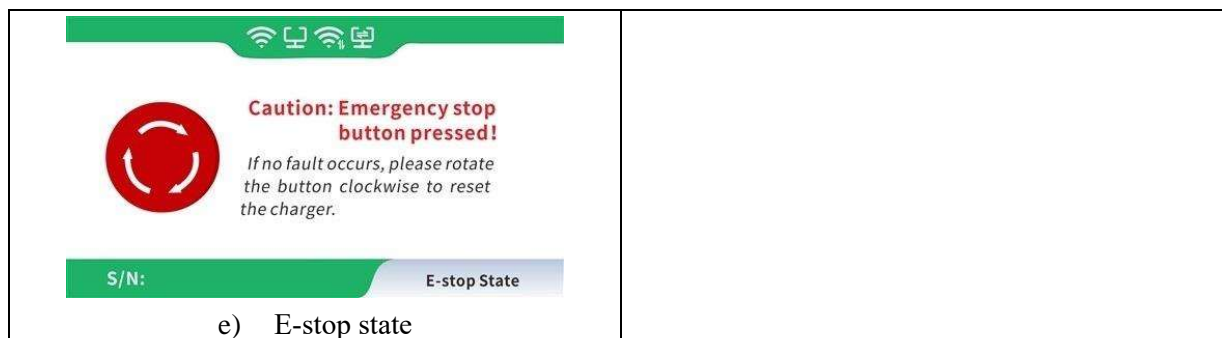 Caution: Emergency stop
button pressed!
If no fault occurs, please rotate
the button clockwise to reset
the charger.
S/N:
E-stop State
e) E-stop state